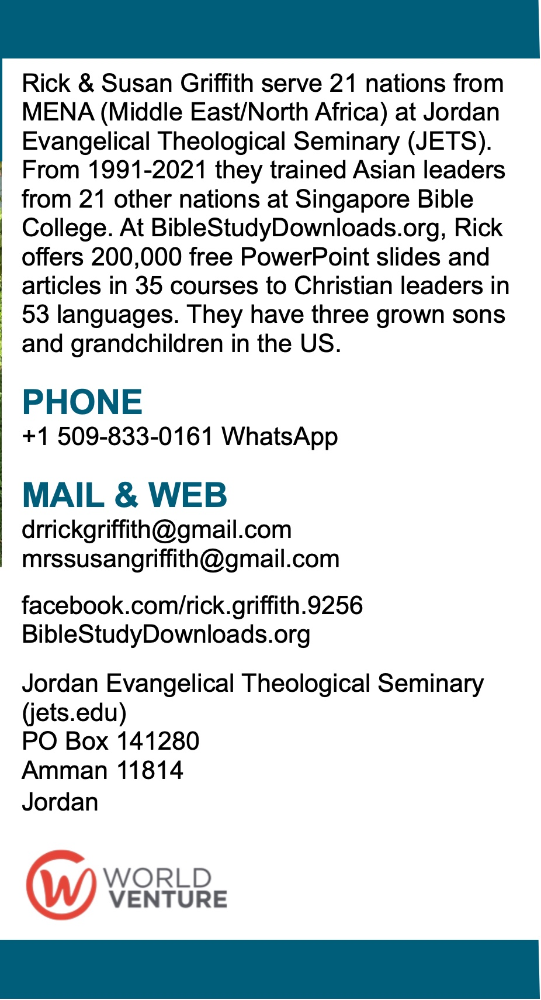 Rick & Susan Griffith serve 21 nations from
MENA (Middle East/North Africa) at Jordan
Evangelical Theological Seminary (JETS).
From 1991-2021 they trained Asian leaders
from 21 other nations at Singapore Bible
College. At BibleStudyDownloads.org, Rick
offers 200,000 free PowerPoint slides and
articles in 35 courses to Christian leaders in
53 languages. They have three grown sons
and grandchildren in the US.
PHONE
+1 509-833-0161 WhatsApp
MAIL & WEB
drrickgriffith@gmail.com
mrssusangriffith@gmail.com
facebook.com/rick.griffith.9256
BibleStudyDownloads.org
Jordan Evangelical Theological Seminary
(jets.edu)
PO Box 141280
Amman 11814
Jordan
WORLD
VENTURE